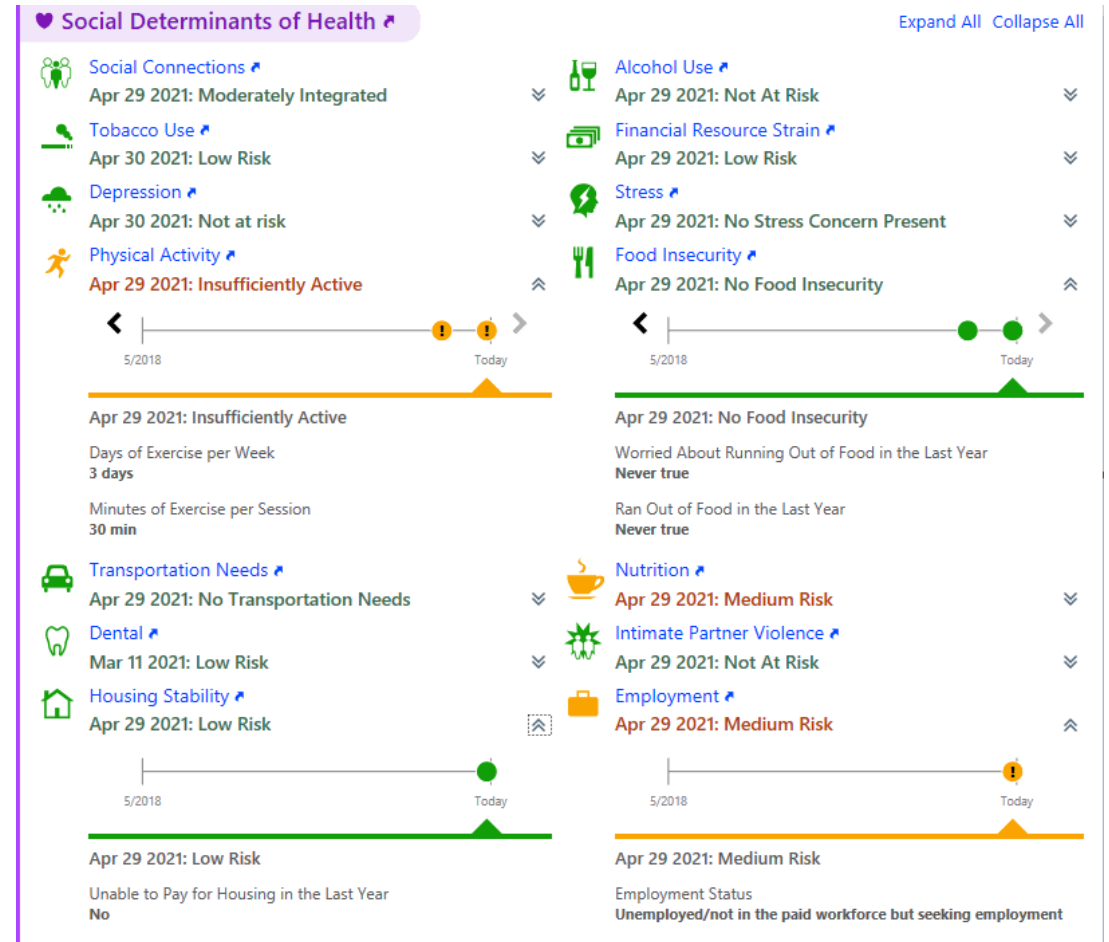 Social Determinants of Health
Expand All Collapse All
Social Connections
Apr 29 2021: Moderately Integrated
Alcohol Use
Apr 29 2021: Not At Risk
Tobacco Use
Apr 30 2021: Low Risk
Financial Resource Strain
Apr 29 2021: Low Risk
Depression
Apr 30 2021: Not at risk
Stress
Apr 29 2021: No Stress Concern Present
Physical Activity
Apr 29 2021: Insufficiently Active
5/2018 Today
Apr 29 2021: Insufficiently Active
Days of Exercise per Week
3 days
Minutes of Exercise per Session
30 min
Food Insecurity
Apr 29 2021: No Food Insecurity
5/2018 Today
Apr 29 2021: No Food Insecurity
Worried About Running Out of Food in the Last Year
Never true
Ran Out of Food in the Last Year
Never true
Transportation Needs
Apr 29 2021: No Transportation Needs
Nutrition
Apr 29 2021: Medium Risk
Dental
Mar 11 2021: Low Risk
Intimate Partner Violence
Apr 29 2021: Not At Risk
Housing Stability
Apr 29 2021: Low Risk
5/2018 Today
Apr 29 2021: Low Risk
Unable to Pay for Housing in the Last Year
No
Employment
Apr 29 2021: Medium Risk
5/2018 Today
Apr 29 2021: Medium Risk
Employment Status
Unemployed/not in the paid workforce but seeking employment